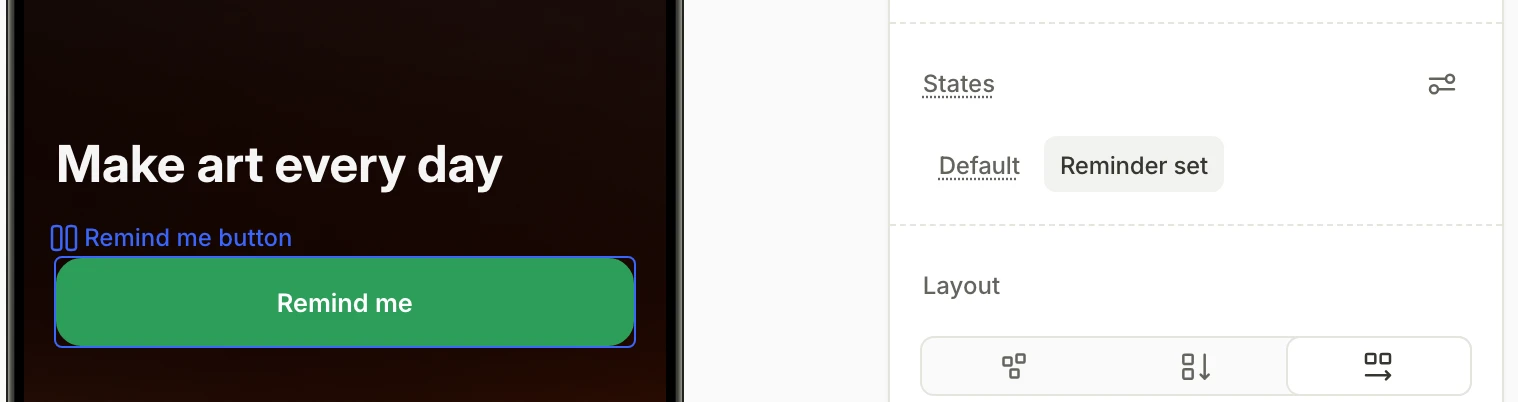 Make art every day
Remind me button
Remind me
States
Default
Reminder set
Layout